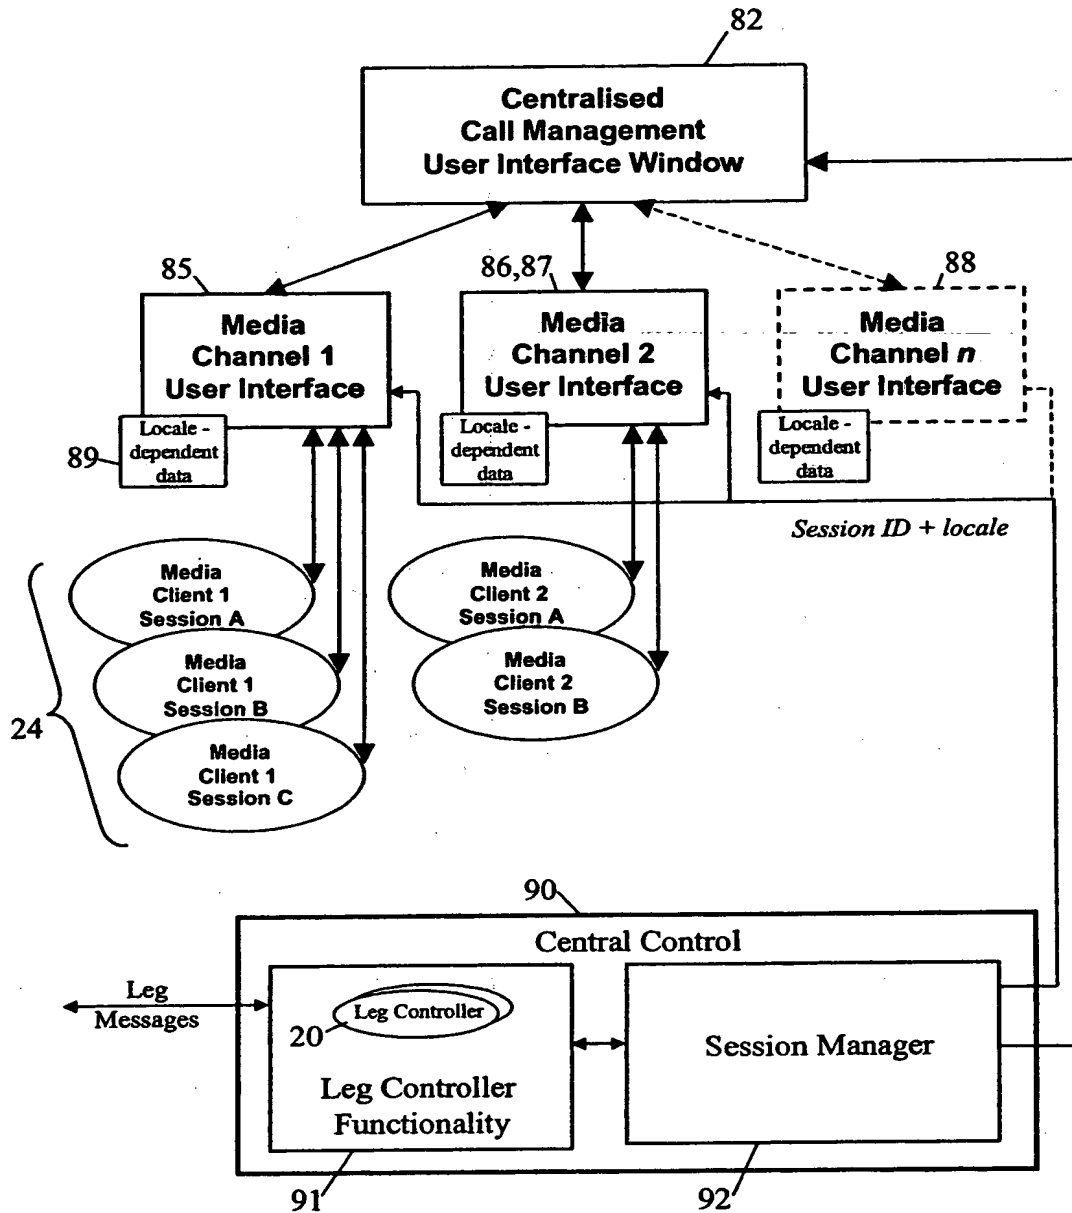 82
Centralised
Call Management
User Interface Window
85
86,87
88
Media
Channel 1
User Interface
Media
Channel 2
User Interface
Media
Channel n
User Interface
89
Locale -
dependent
data
Locale -
dependent
data
Locale -
dependent
data
Session ID + locale
24
Media
Client 1
Session A
Media
Client 1
Session B
Media
Client 1
Session C
Media
Client 2
Session A
Media
Client 2
Session B
90
Central Control
Leg
Messages
20
Leg Controller
Leg Controller
Functionality
Session Manager
91
92